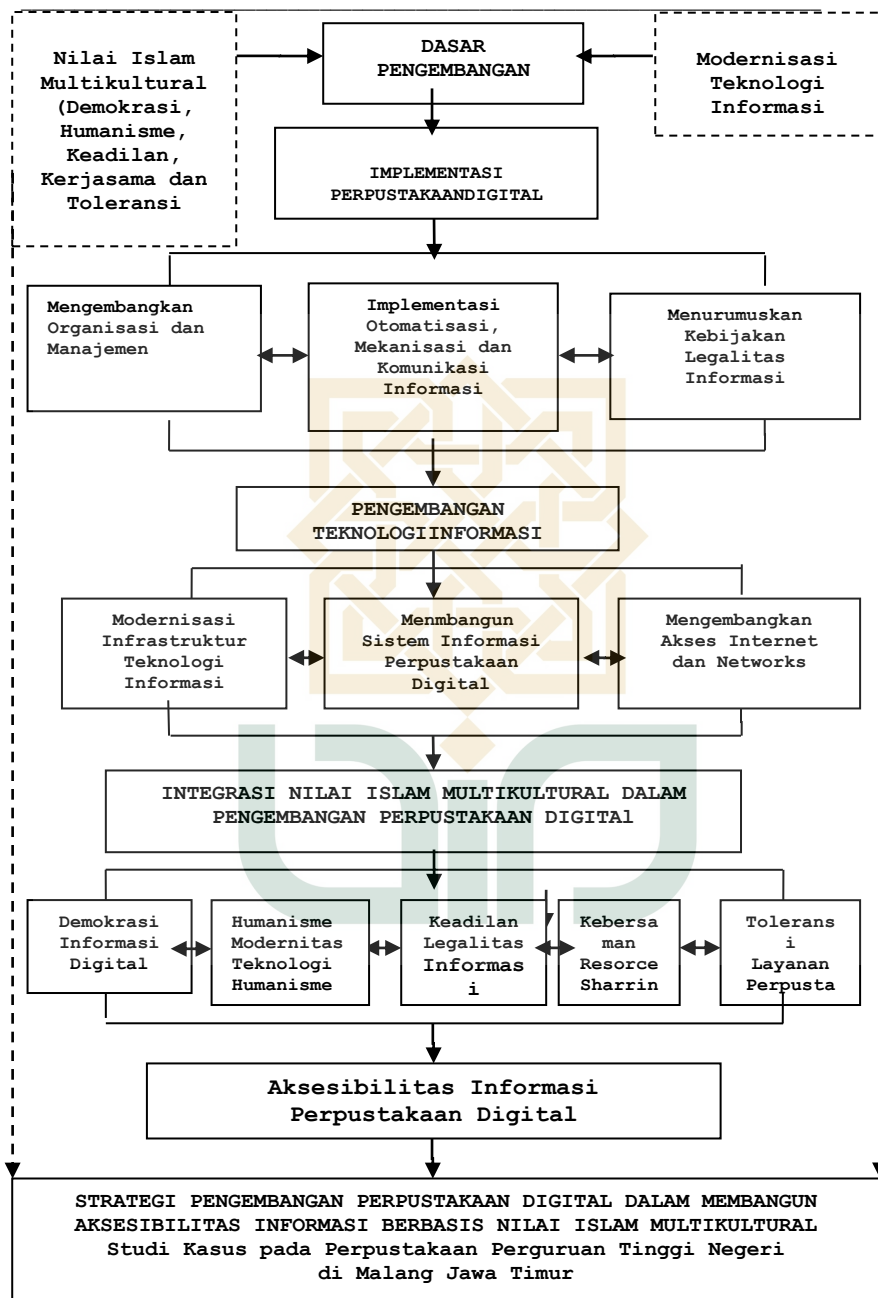 Nilai Islam
Multikultural
(Demokrasi,
Humanisme,
Keadilan,
Kerjasama dan
Toleransi
DASAR
PENGEMBANGAN
Modernisasi
Teknologi
Informasi
IMPLEMENTASI
PERPUSTAKAANDIGITAL
Mengembangkan
Organisasi dan
Manajemen
Implementasi
Otomatisasi,
Mekanisasi dan
Komunikasi
Informasi
Menurumuskan
Kebijakan
Legalitas
Informasi
PENGEMBANGAN
TEKNOLOGIINFORMASI
Modernisasi
Infrastruktur
Teknologi
Informasi
Menmbangun
Sistem Informasi
Perpustakaan
Digital
Mengembangkan
Akses Internet
dan Networks
INTEGRASI NILAI ISLAM MULTIKULTURAL DALAM
PENGEMBANGAN PERPUSTAKAAN DIGITAl
Demokrasi
Informasi
Digital
Humanisme
Modernitas
Teknologi
Humanisme
Keadilan
Legalitas
Informas
i
Kebersa
man
Resorce
Sharrin
Tolerans
i
Layanan
Perpusta
Aksesibilitas Informasi
Perpustakaan Digital
STRATEGI PENGEMBANGAN PERPUSTAKAAN DIGITAL DALAM MEMBANGUN
AKSESIBILITAS INFORMASI BERBASIS NILAI ISLAM MULTIKULTURAL
Studi Kasus pada Perpustakaan Perguruan Tinggi Negeri
di Malang Jawa Timur